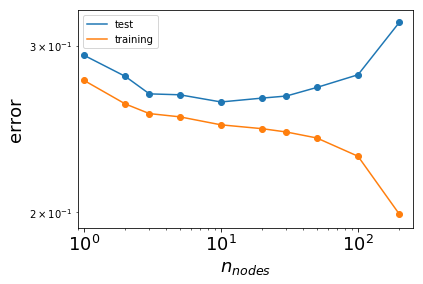 test
training
3 × 10⁻¹
2 × 10⁻¹
error
10⁰ 10¹ 10²
n_nodes